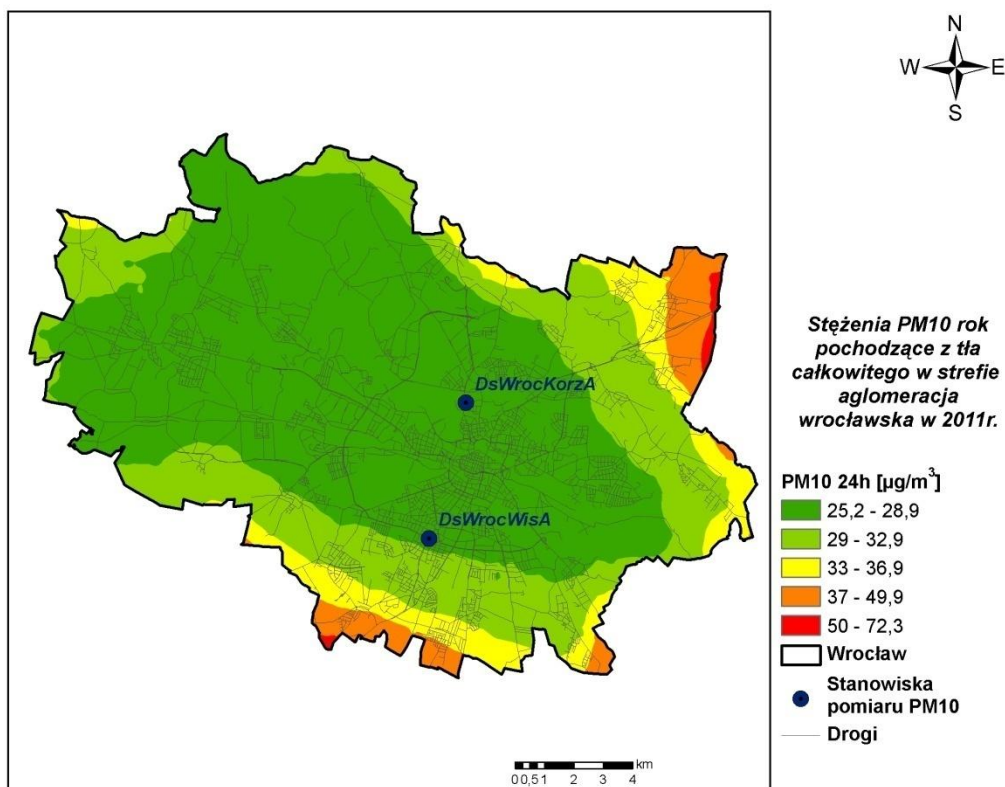 N
W E
S
DsWrocKorzA
DsWrocWisA
km
0 0,5 1 2 3 4
Stężenia PM10 rok
pochodzące z tła
całkowitego w strefie
aglomeracja
wrocławska w 2011r.
PM10 24h [µg/m³]
25,2 - 28,9
29 - 32,9
33 - 36,9
37 - 49,9
50 - 72,3
Wrocław
Stanowiska
pomiaru PM10
Drogi